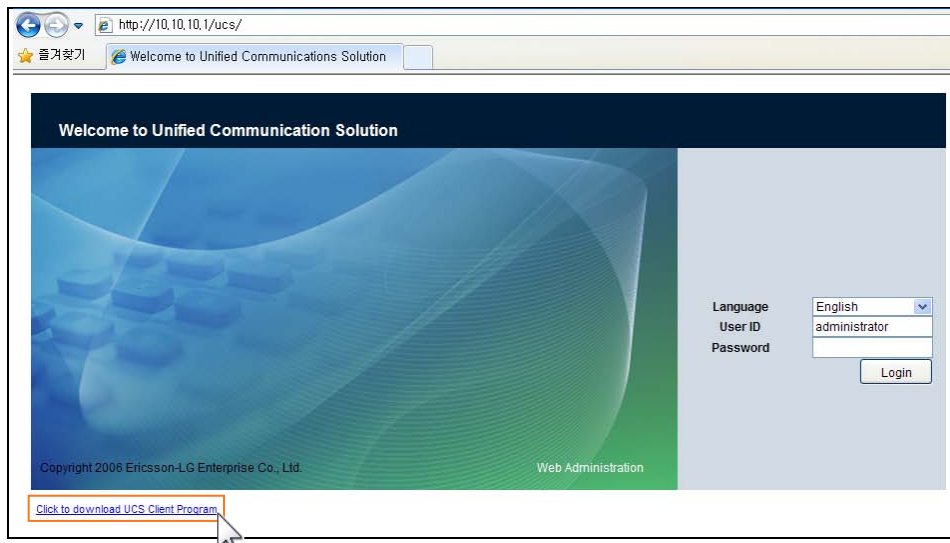 http://10.10.10.1/ucs/
즐겨찾기 Welcome to Unified Communications Solution
Welcome to Unified Communication Solution
Language English
User ID administrator
Password
Login
Copyright 2006 Ericsson-LG Enterprise Co., Ltd. Web Administration
Click to download UCS Client Program